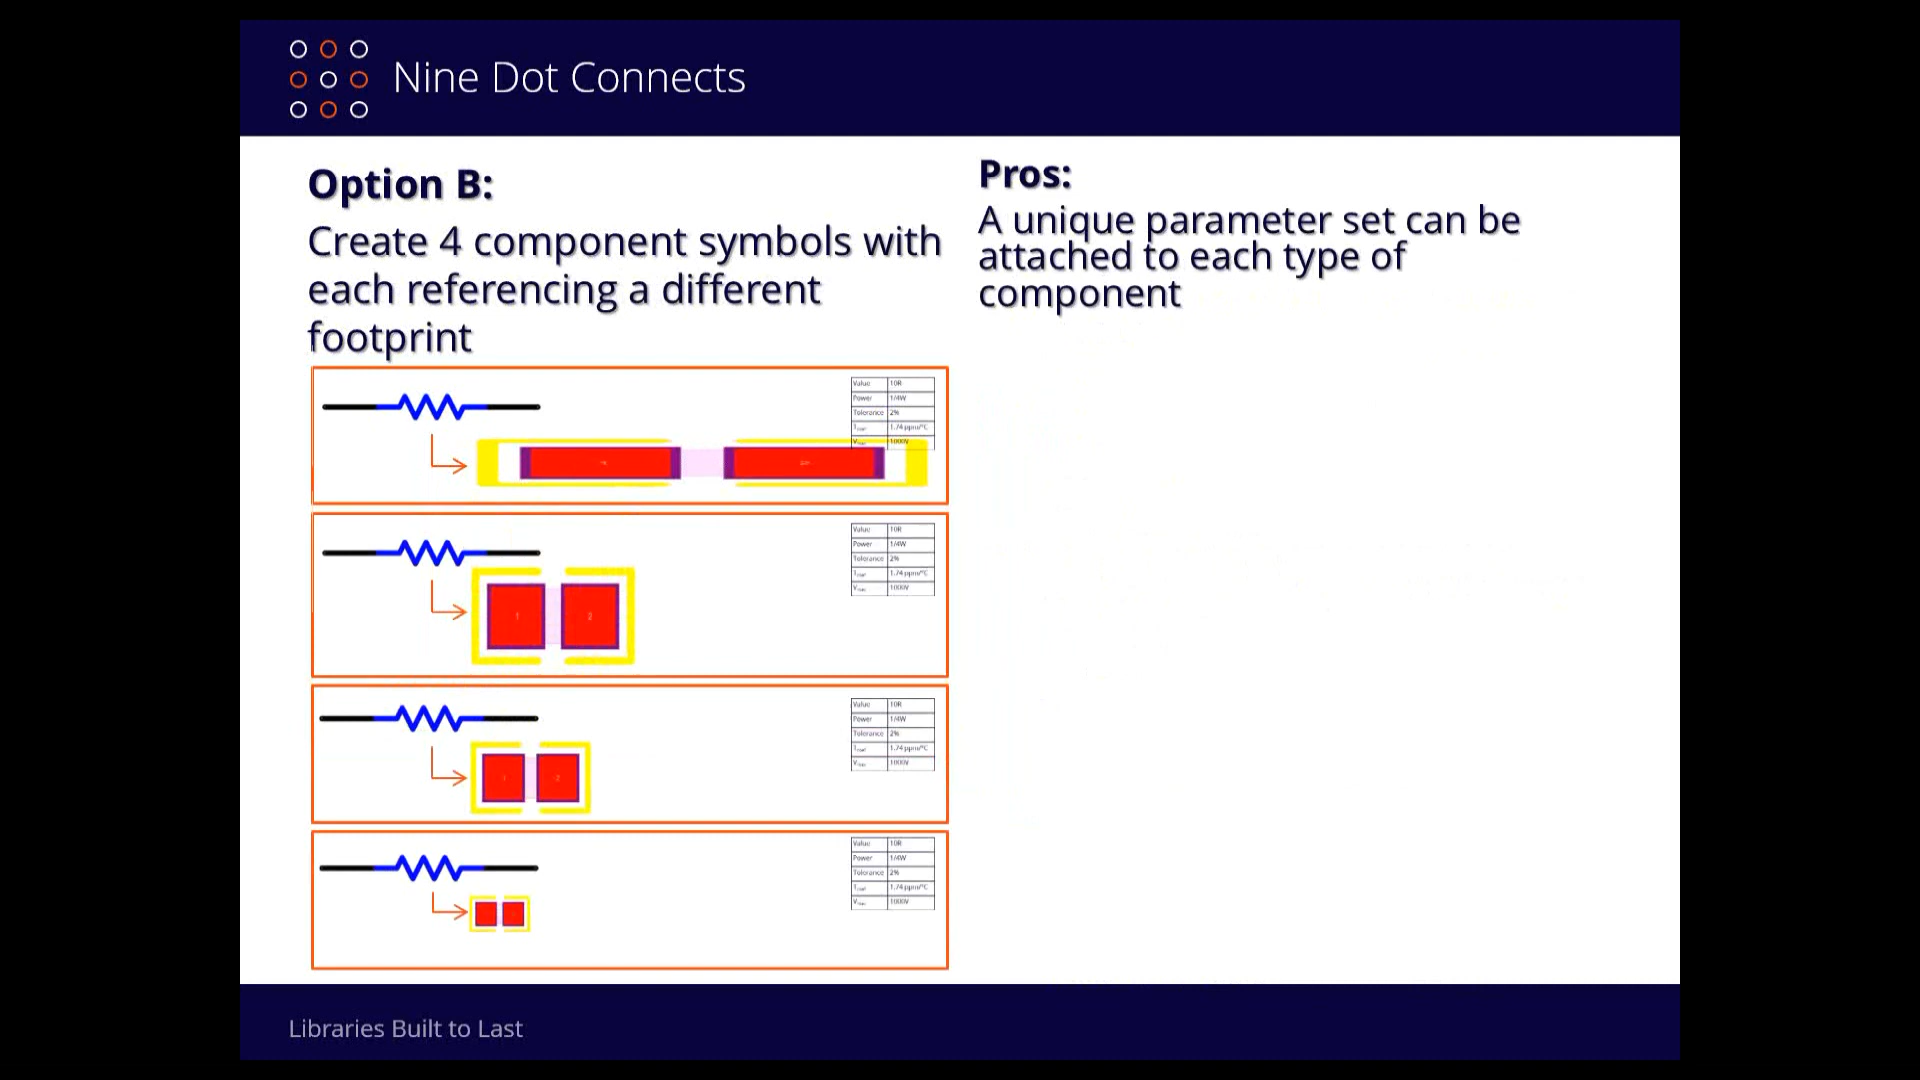 Nine Dot Connects
Option B:
Create 4 component symbols with
each referencing a different
footprint
Pros:
A unique parameter set can be
attached to each type of
component
Value 10R
Power 1/4W
Tolerance 2%
1.74 ppm/°C
1000V
1 2
Value 10R
Power 1/4W
Tolerance 2%
1.74 ppm/°C
1000V
Value 10R
Power 1/4W
Tolerance 2%
1.74 ppm/°C
1000V
Value 10R
Power 1/4W
Tolerance 2%
1.74 ppm/°C
1000V
Libraries Built to Last